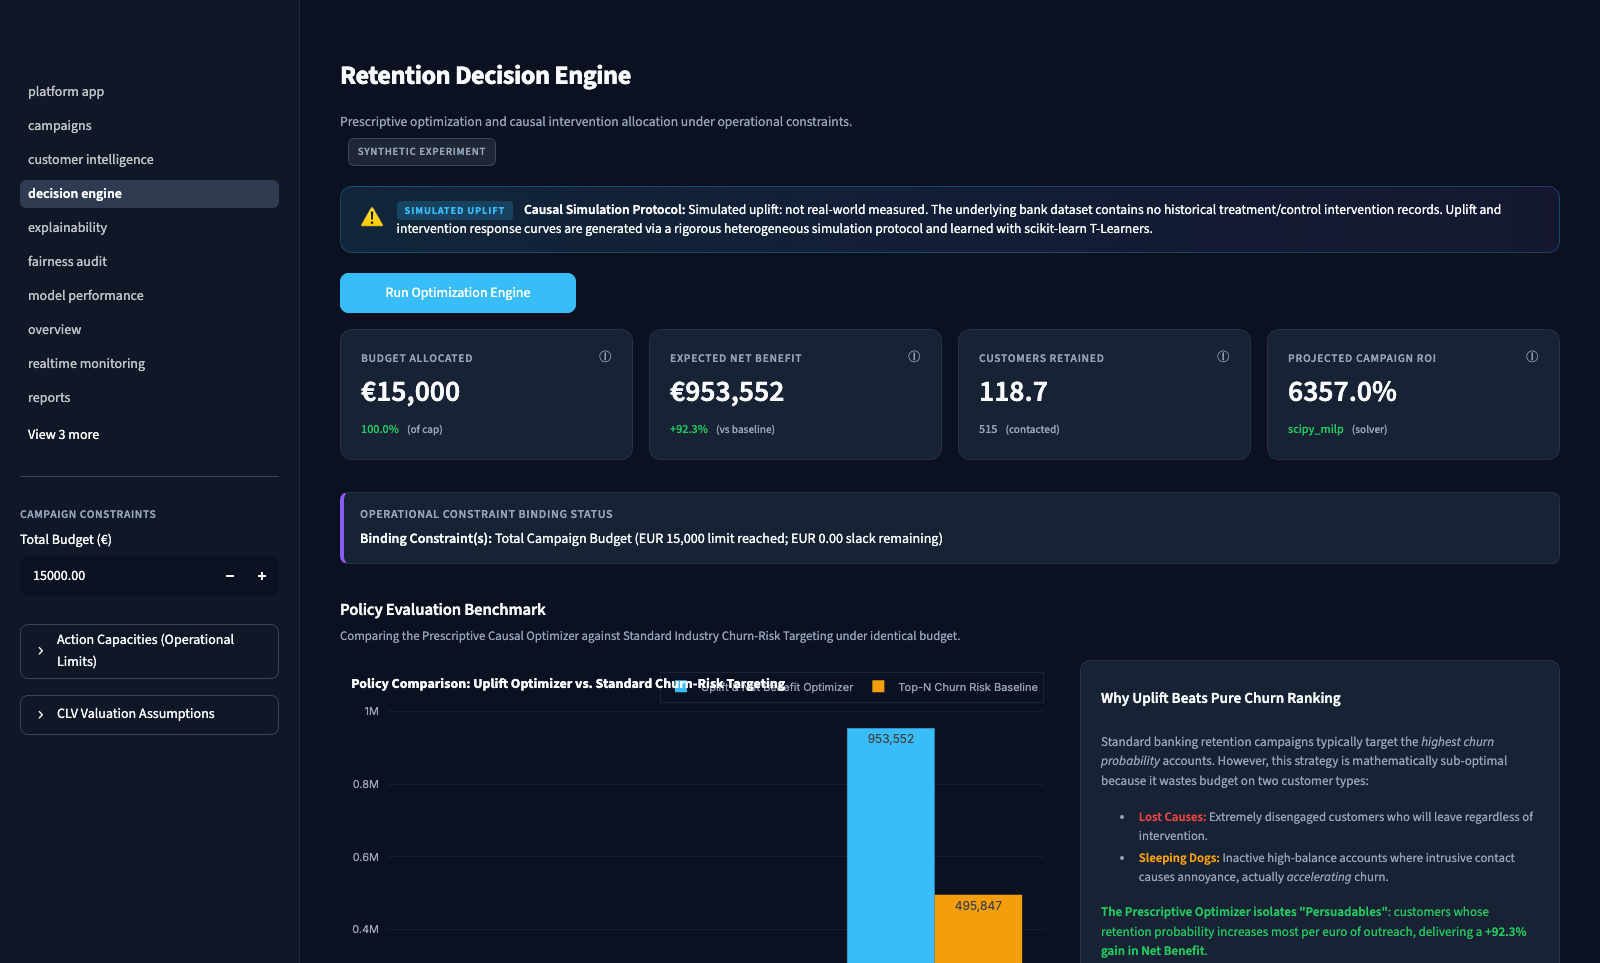 platform app
campaigns
customer intelligence
decision engine
explainability
fairness audit
model performance
overview
realtime monitoring
reports
View 3 more
CAMPAIGN CONSTRAINTS
Total Budget (€)
15000.00
Action Capacities (Operational
Limits)
CLV Valuation Assumptions
Retention Decision Engine
Prescriptive optimization and causal intervention allocation under operational constraints.
SYNTHETIC EXPERIMENT
SIMULATED UPLIFT Causal Simulation Protocol: Simulated uplift: not real-world measured. The underlying bank dataset contains no historical treatment/control intervention records. Uplift and
intervention response curves are generated via a rigorous heterogeneous simulation protocol and learned with scikit-learn T-Learners.
Run Optimization Engine
BUDGET ALLOCATED
€15,000
100.0% (of cap)
EXPECTED NET BENEFIT
€953,552
+92.3% (vs baseline)
CUSTOMERS RETAINED
118.7
515 (contacted)
PROJECTED CAMPAIGN ROI
6357.0%
scipy_milp (solver)
OPERATIONAL CONSTRAINT BINDING STATUS
Binding Constraint(s): Total Campaign Budget (EUR 15,000 limit reached; EUR 0.00 slack remaining)
Policy Evaluation Benchmark
Comparing the Prescriptive Causal Optimizer against Standard Industry Churn-Risk Targeting under identical budget.
Policy Comparison: Uplift Optimizer vs. Standard Churn-Risk Targeting
Uplift & Net Benefit Optimizer
Top-N Churn Risk Baseline
1M
0.8M
0.6M
0.4M
953,552
495,847
Why Uplift Beats Pure Churn Ranking
Standard banking retention campaigns typically target the highest churn
probability accounts. However, this strategy is mathematically sub-optimal
because it wastes budget on two customer types:
Lost Causes: Extremely disengaged customers who will leave regardless of
intervention.
Sleeping Dogs: Inactive high-balance accounts where intrusive contact
causes annoyance, actually accelerating churn.
The Prescriptive Optimizer isolates "Persuadables": customers whose
retention probability increases most per euro of outreach, delivering a +92.3%
gain in Net Benefit.